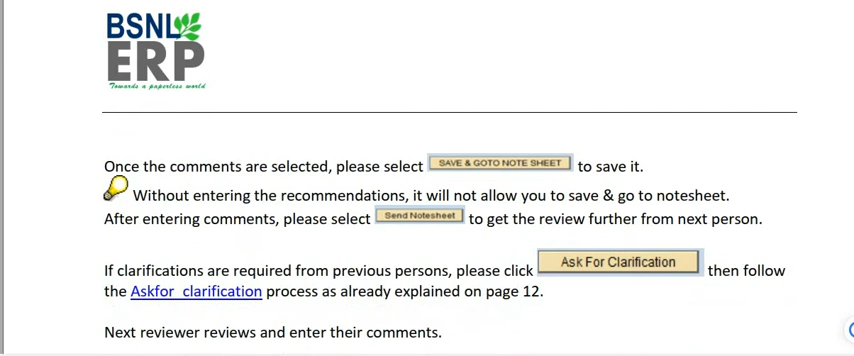 BSNL
ERP
Towards a paperless world
Once the comments are selected, please select SAVE & GOTO NOTE SHEET to save it.
Without entering the recommendations, it will not allow you to save & go to notesheet.
After entering comments, please select Send Notesheet to get the review further from next person.
If clarifications are required from previous persons, please click Ask For Clarification then follow
the Askfor_clarification process as already explained on page 12.
Next reviewer reviews and enter their comments.